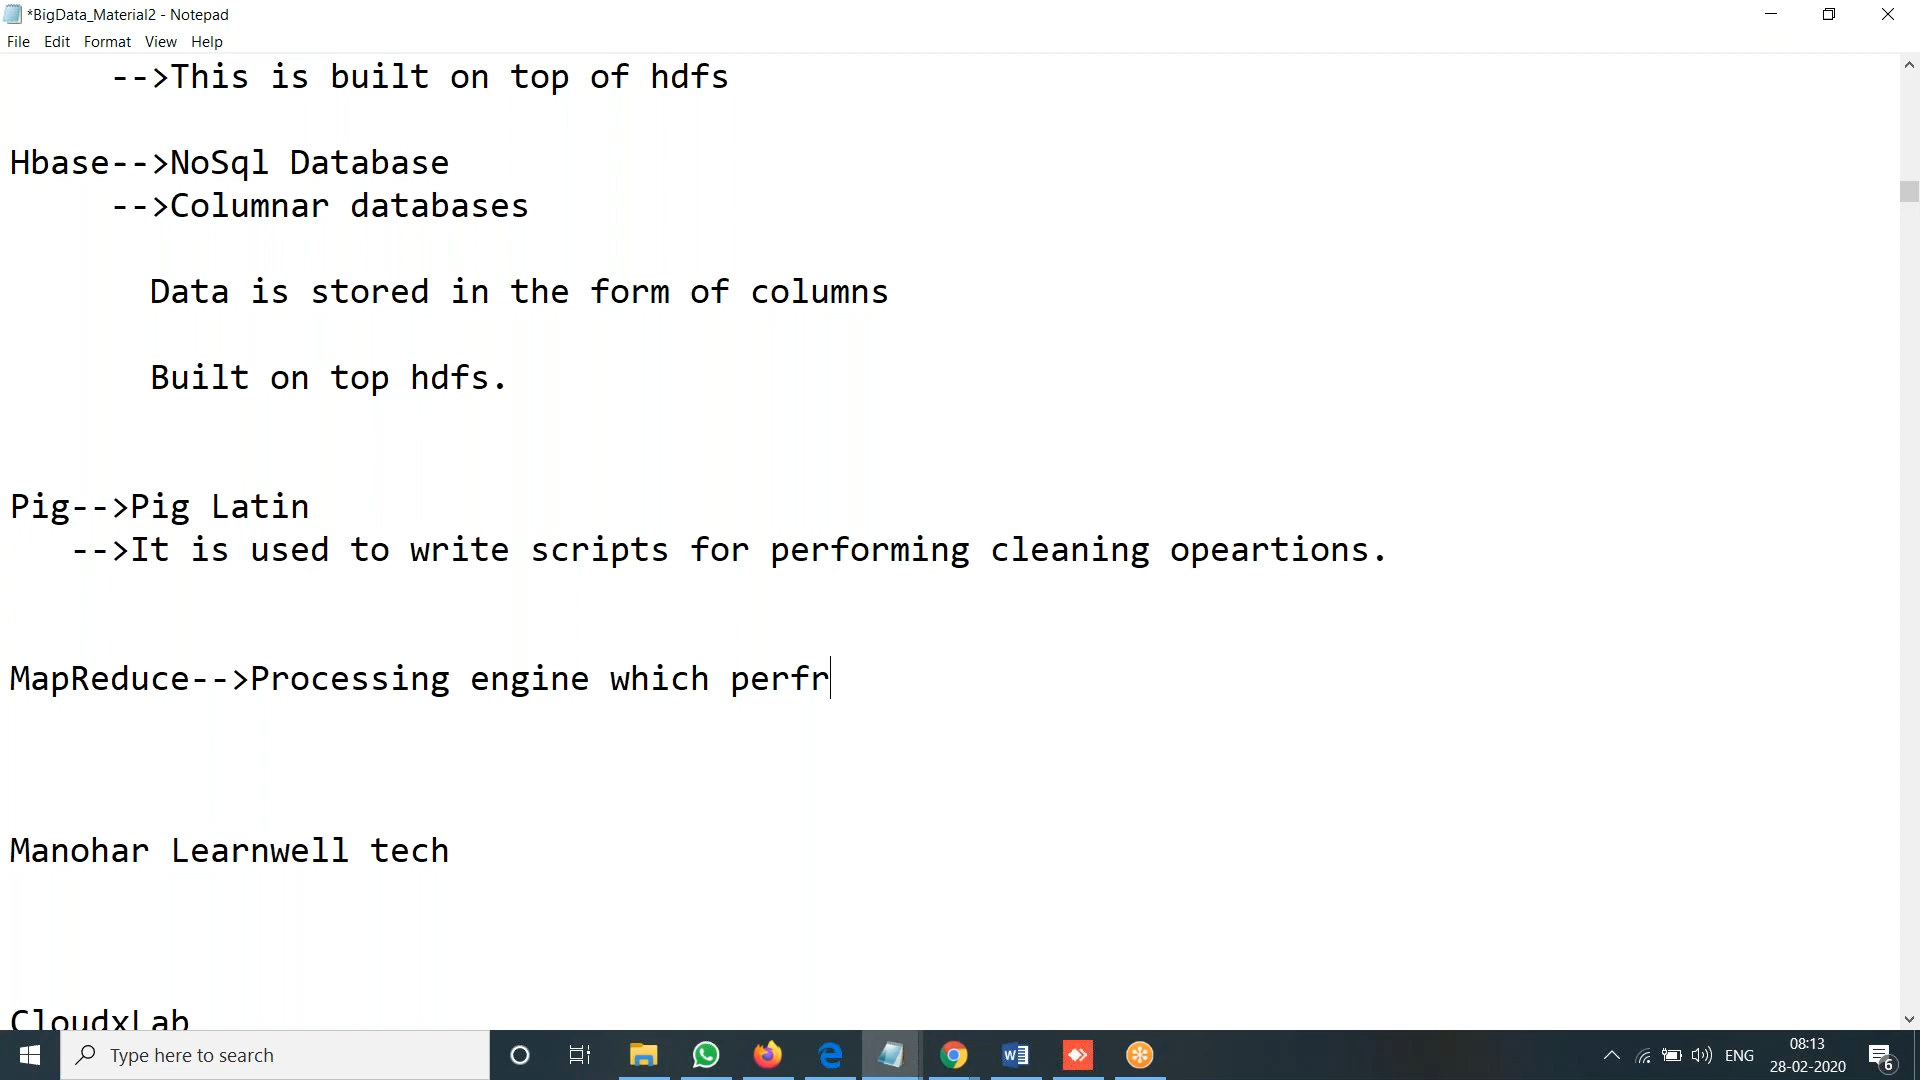 *BigData_Material2 - Notepad
File Edit Format View Help
-->This is built on top of hdfs
Hbase-->NoSql Database
-->Columnar databases
Data is stored in the form of columns
Built on top hdfs.
Pig-->Pig Latin
-->It is used to write scripts for performing cleaning opeartions.
MapReduce-->Processing engine which perfr
Manohar Learnwell tech
CloudxLab
Type here to search
ENG
08:13
28-02-2020
6